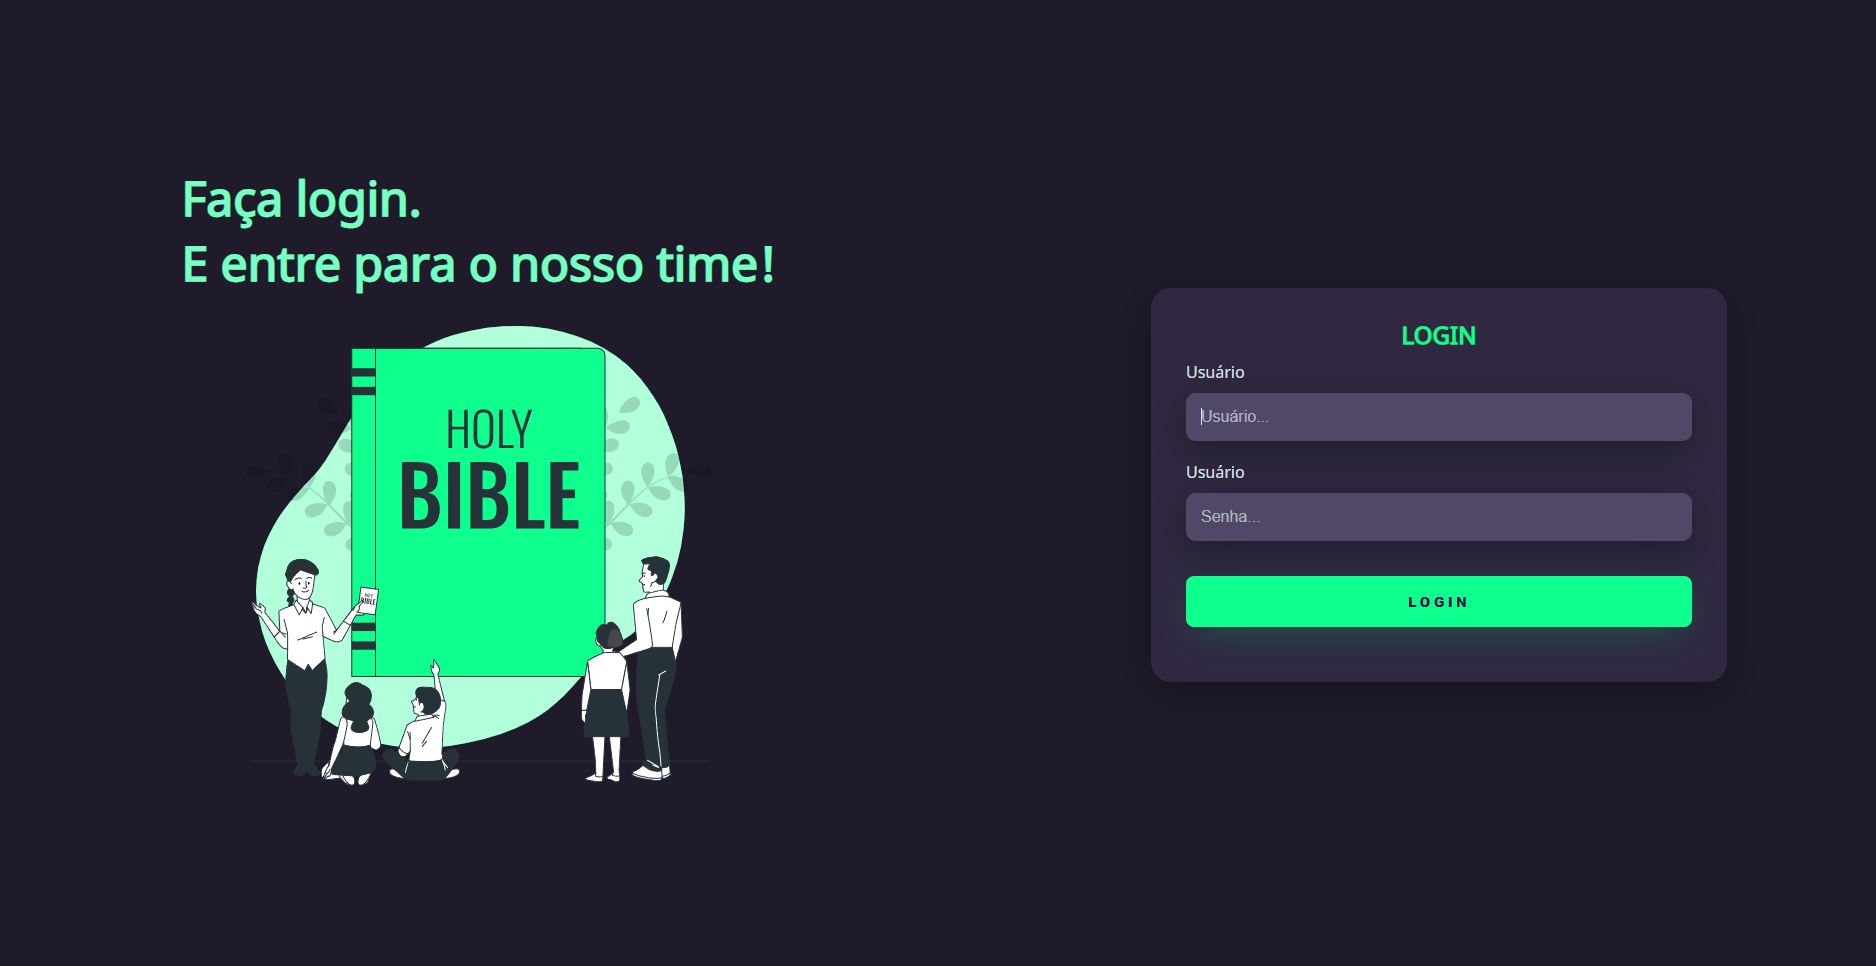 Faça login.
E entre para o nosso time!
HOLY
BIBLE
HOLY
BIBLE
LOGIN
Usuário
Usuário...
Usuário
Senha...
LOGIN